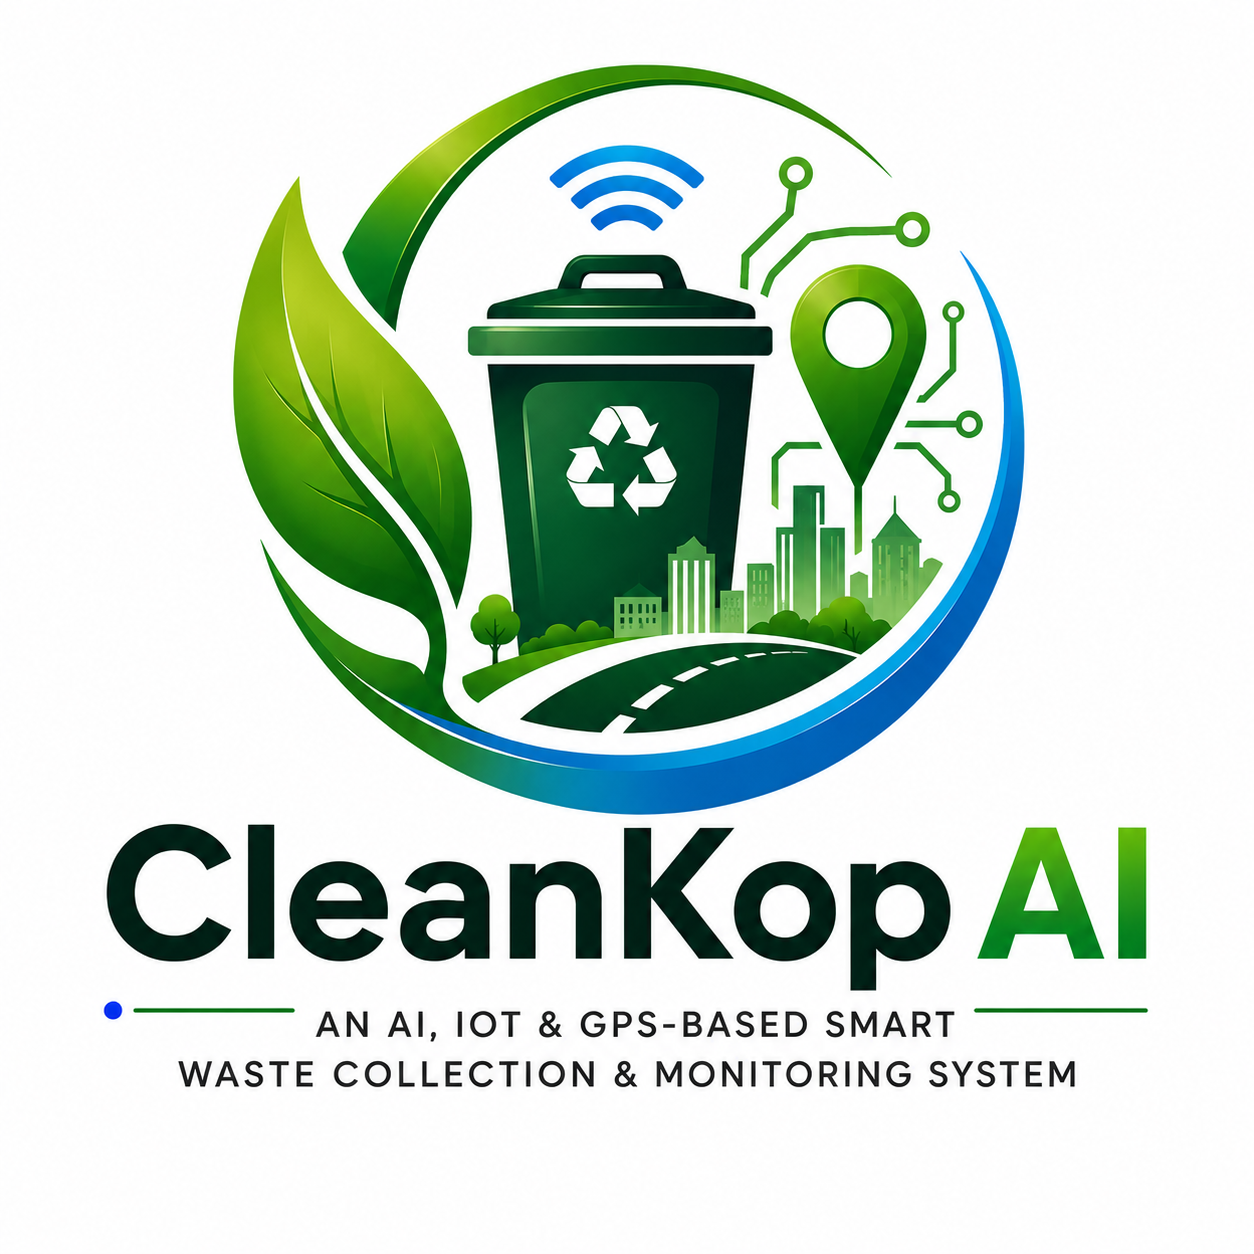 CleanKop AI
AN AI, IOT & GPS-BASED SMART
WASTE COLLECTION & MONITORING SYSTEM